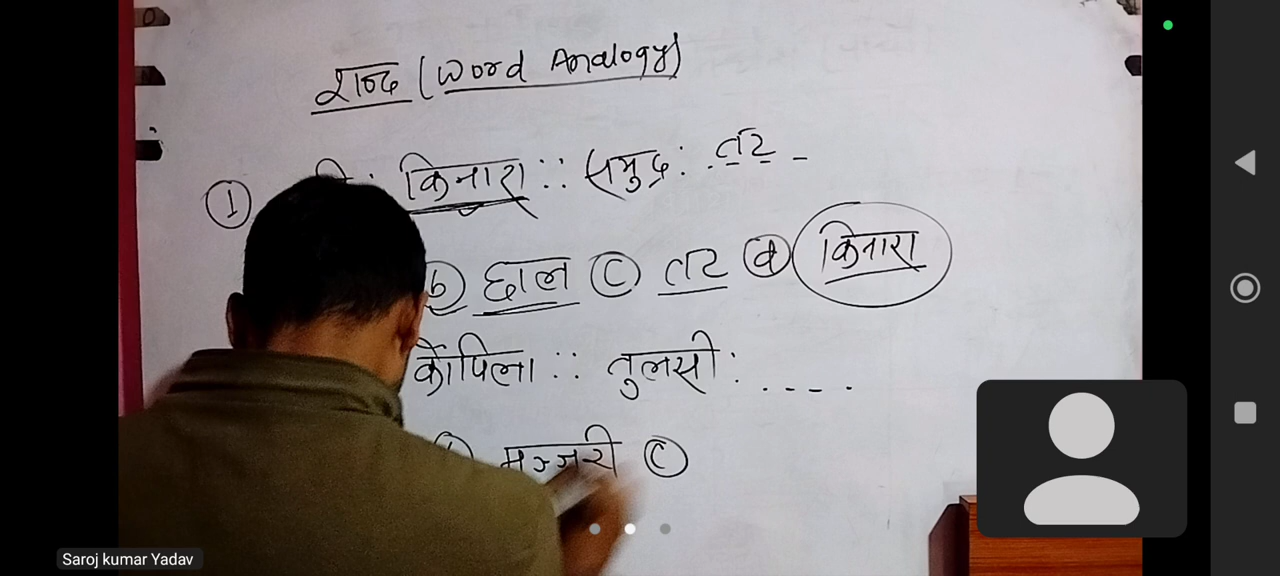 शब्द (Word Analogy)
① : किनारा :: समुद्र : तट
ⓑ छाल ⓒ तट ⓓ किनारा
कोपिला :: तुलसी : ....
मञ्जरी ⓒ
Saroj kumar Yadav